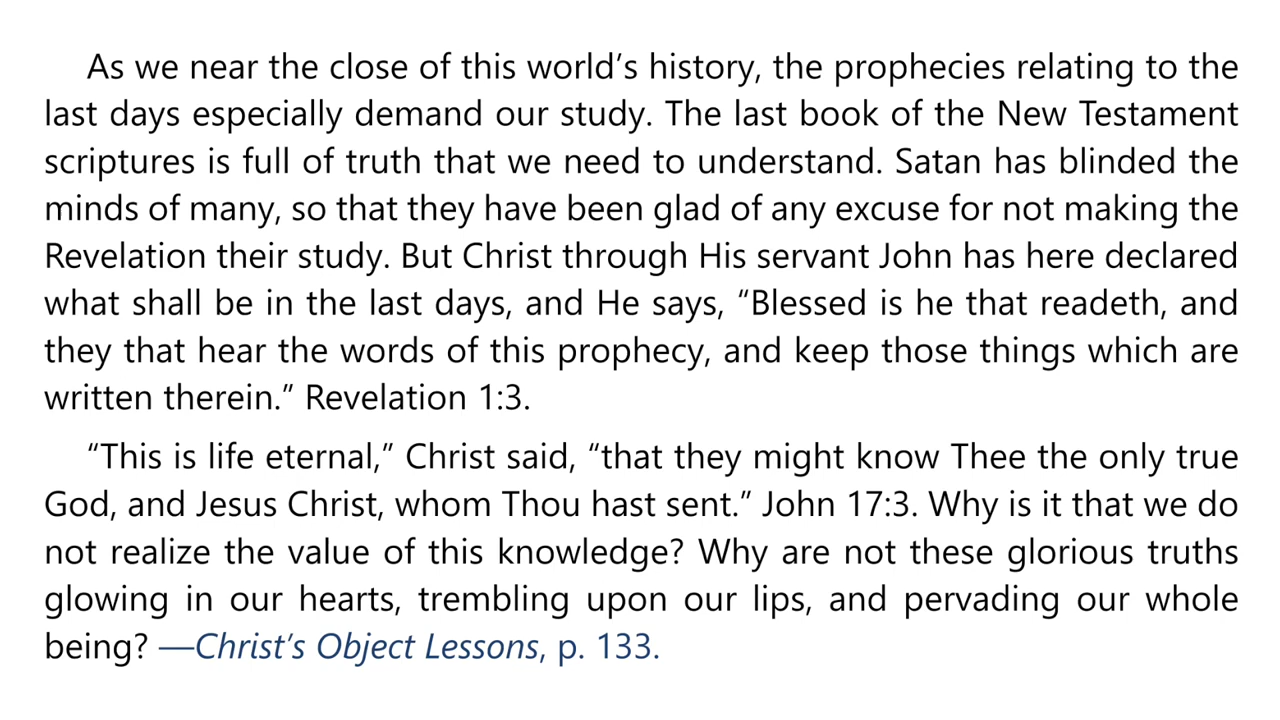 As we near the close of this world’s history, the prophecies relating to the
last days especially demand our study. The last book of the New Testament
scriptures is full of truth that we need to understand. Satan has blinded the
minds of many, so that they have been glad of any excuse for not making the
Revelation their study. But Christ through His servant John has here declared
what shall be in the last days, and He says, “Blessed is he that readeth, and
they that hear the words of this prophecy, and keep those things which are
written therein.” Revelation 1:3.
“This is life eternal,” Christ said, “that they might know Thee the only true
God, and Jesus Christ, whom Thou hast sent.” John 17:3. Why is it that we do
not realize the value of this knowledge? Why are not these glorious truths
glowing in our hearts, trembling upon our lips, and pervading our whole
being? —Christ’s Object Lessons, p. 133.